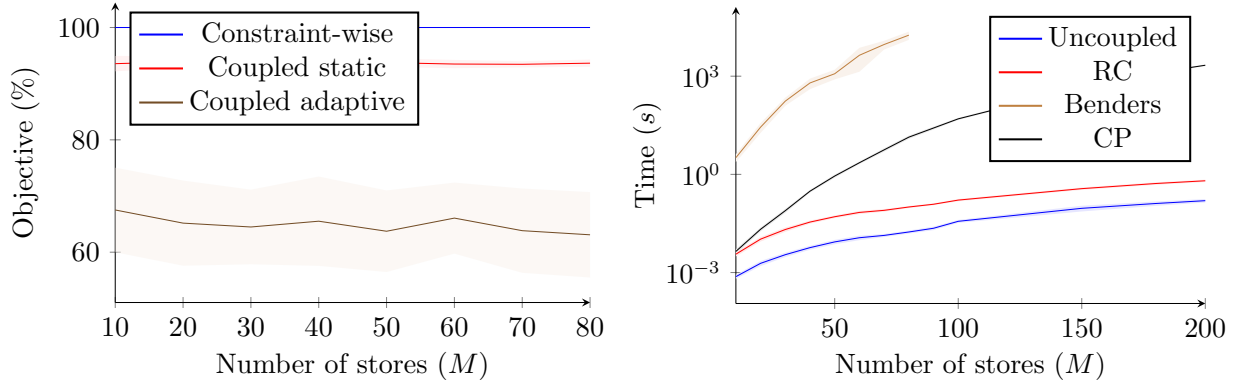 100
80
60
Objective (%)
Constraint-wise
Coupled static
Coupled adaptive
10 20 30 40 50 60 70 80
Number of stores (M)
10^3
10^0
10^−3
Time (s)
Uncoupled
RC
Benders
CP
50 100 150 200
Number of stores (M)